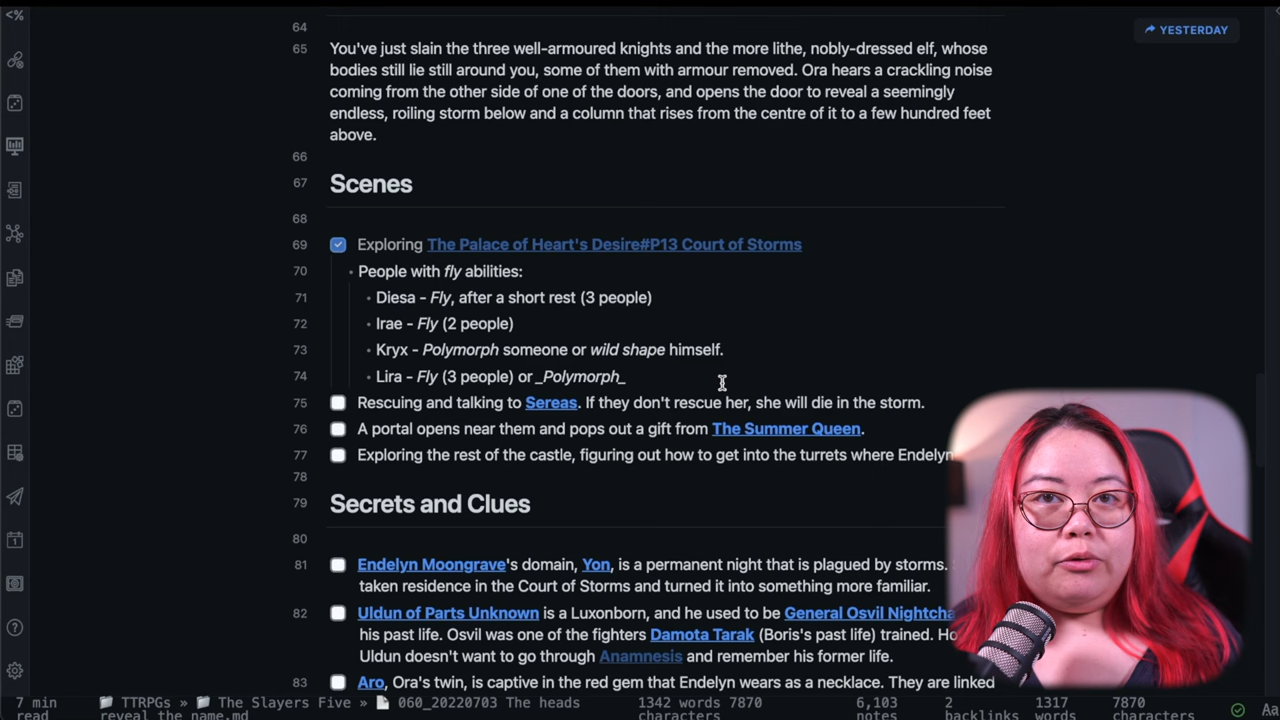 64
YESTERDAY
65 You've just slain the three well-armoured knights and the more lithe, nobly-dressed elf, whose
bodies still lie still around you, some of them with armour removed. Ora hears a crackling noise
coming from the other side of one of the doors, and opens the door to reveal a seemingly
endless, roiling storm below and a column that rises from the centre of it to a few hundred feet
above.
66
67 Scenes
68
69 Exploring The Palace of Heart's Desire#P13 Court of Storms
70 • People with fly abilities:
71 • Diesa - Fly, after a short rest (3 people)
72 • Irae - Fly (2 people)
73 • Kryx - Polymorph someone or wild shape himself.
74 • Lira - Fly (3 people) or _Polymorph_
75 Rescuing and talking to Sereas. If they don't rescue her, she will die in the storm.
76 A portal opens near them and pops out a gift from The Summer Queen.
77 Exploring the rest of the castle, figuring out how to get into the turrets where Endelyn
78
79 Secrets and Clues
80
81 Endelyn Moongrave's domain, Yon, is a permanent night that is plagued by storms.
taken residence in the Court of Storms and turned it into something more familiar.
82 Uldun of Parts Unknown is a Luxonborn, and he used to be General Osvil
his past life. Osvil was one of the fighters Damota Tarak (Boris's past life) trained.
Uldun doesn't want to go through Anamnesis and remember his former life.
83 Aro, Ora's twin, is captive in the red gem that Endelyn wears as a necklace. They are linked
7 min read
TTRPGs » The Slayers Five » 060_20220703 The heads reveal the name.md
1342 words 7870 characters
6,103 notes
2 backlinks
1317 words
7870 characters
Aa